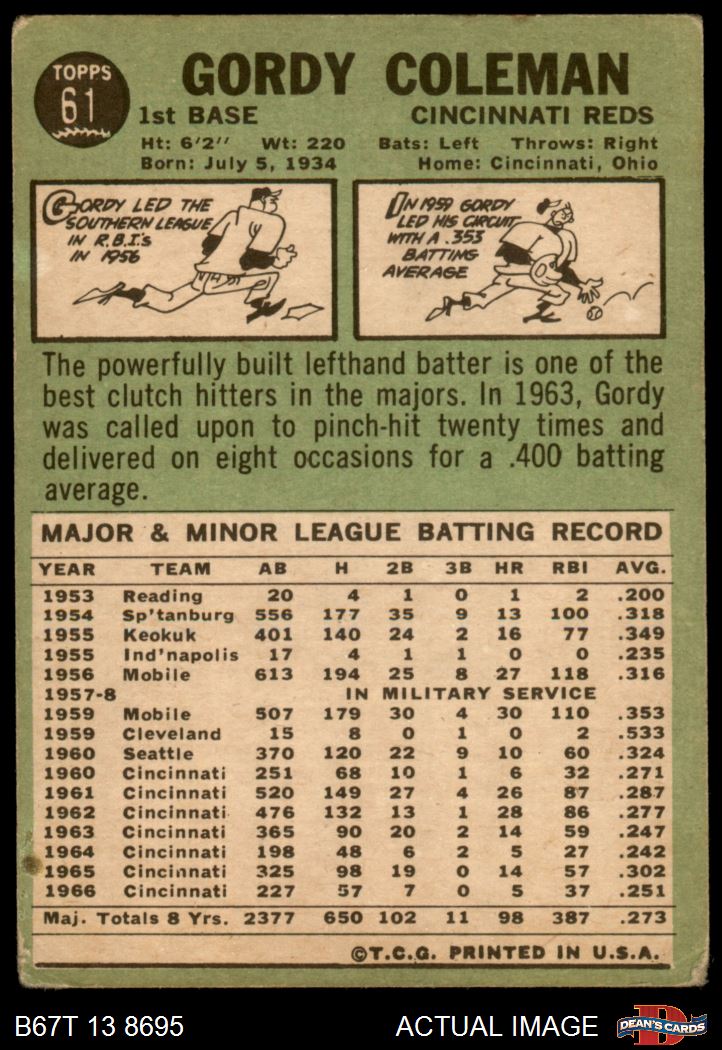 TOPPS
61
GORDY COLEMAN
1st BASE CINCINNATI REDS
Ht: 6'2" Wt: 220 Bats: Left Throws: Right
Born: July 5, 1934 Home: Cincinnati, Ohio
GORDY LED THE
SOUTHERN LEAGUE
IN R.B.I.s
IN 1956
IN 1959 GORDY
LED HIS CIRCUIT
WITH A .353
BATTING
AVERAGE
The powerfully built lefthand batter is one of the
best clutch hitters in the majors. In 1963, Gordy
was called upon to pinch-hit twenty times and
delivered on eight occasions for a .400 batting
average.
MAJOR & MINOR LEAGUE BATTING RECORD
YEAR TEAM AB H 2B 3B HR RBI AVG.
1953 Reading 20 4 1 0 1 2 .200
1954 Sp'tanburg 556 177 35 9 13 100 .318
1955 Keokuk 401 140 24 2 16 77 .349
1955 Ind'napolis 17 4 1 1 0 0 .235
1956 Mobile 613 194 25 8 27 118 .316
1957-8 IN MILITARY SERVICE
1959 Mobile 507 179 30 4 30 110 .353
1959 Cleveland 15 8 0 1 0 2 .533
1960 Seattle 370 120 22 9 10 60 .324
1960 Cincinnati 251 68 10 1 6 32 .271
1961 Cincinnati 520 149 27 4 26 87 .287
1962 Cincinnati 476 132 13 1 28 86 .277
1963 Cincinnati 365 90 20 2 14 59 .247
1964 Cincinnati 198 48 6 2 5 27 .242
1965 Cincinnati 325 98 19 0 14 57 .302
1966 Cincinnati 227 57 7 0 5 37 .251
Maj. Totals 8 Yrs. 2377 650 102 11 98 387 .273
©T.C.G. PRINTED IN U.S.A.
B67T 13 8695 ACTUAL IMAGE
D
DEAN'S CARDS